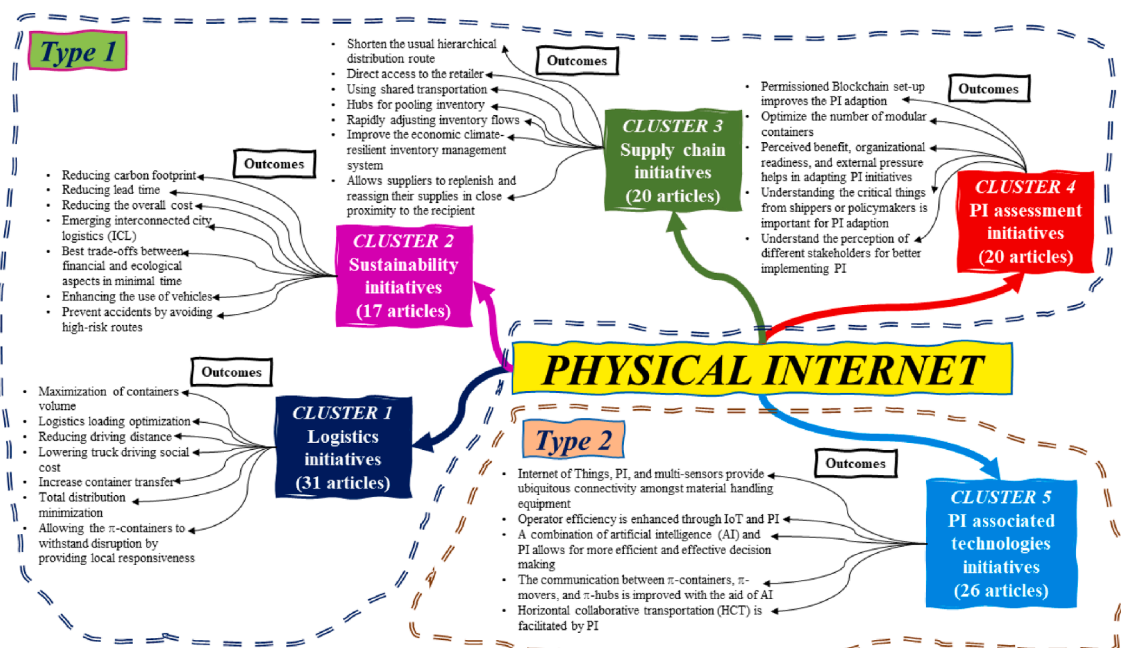 Type 1
Outcomes
• Shorten the usual hierarchical
distribution route
• Direct access to the retailer
• Using shared transportation
• Hubs for pooling inventory
• Rapidly adjusting inventory flows
• Improve the economic climate-
resilient inventory management
system
• Allows suppliers to replenish and
reassign their supplies in close
proximity to the recipient
CLUSTER 3
Supply chain
initiatives
(20 articles)
Outcomes
• Permissioned Blockchain set-up
improves the PI adaption
• Optimize the number of modular
containers
• Perceived benefit, organizational
readiness, and external pressure
helps in adapting PI initiatives
• Understanding the critical things
from shippers or policymakers is
important for PI adaption
• Understand the perception of
different stakeholders for better
implementing PI
CLUSTER 4
PI assessment
initiatives
(20 articles)
Outcomes
• Reducing carbon footprint
• Reducing lead time
• Reducing the overall cost
• Emerging interconnected city
logistics (ICL)
• Best trade-offs between
financial and ecological
aspects in minimal time
• Enhancing the use of vehicles
• Prevent accidents by avoiding
high-risk routes
CLUSTER 2
Sustainability
initiatives
(17 articles)
PHYSICAL INTERNET
Outcomes
• Maximization of containers
volume
• Logistics loading optimization
• Reducing driving distance
• Lowering truck driving social
cost
• Increase container transfer
• Total distribution
minimization
• Allowing the π-containers to
withstand disruption by
providing local responsiveness
CLUSTER 1
Logistics
initiatives
(31 articles)
Type 2
Outcomes
• Internet of Things, PI, and multi-sensors provide
ubiquitous connectivity amongst material handling
equipment
• Operator efficiency is enhanced through IoT and PI
• A combination of artificial intelligence (AI) and
PI allows for more efficient and effective decision
making
• The communication between π-containers, π-
movers, and π-hubs is improved with the aid of AI
• Horizontal collaborative transportation (HCT) is
facilitated by PI
CLUSTER 5
PI associated
technologies
initiatives
(26 articles)